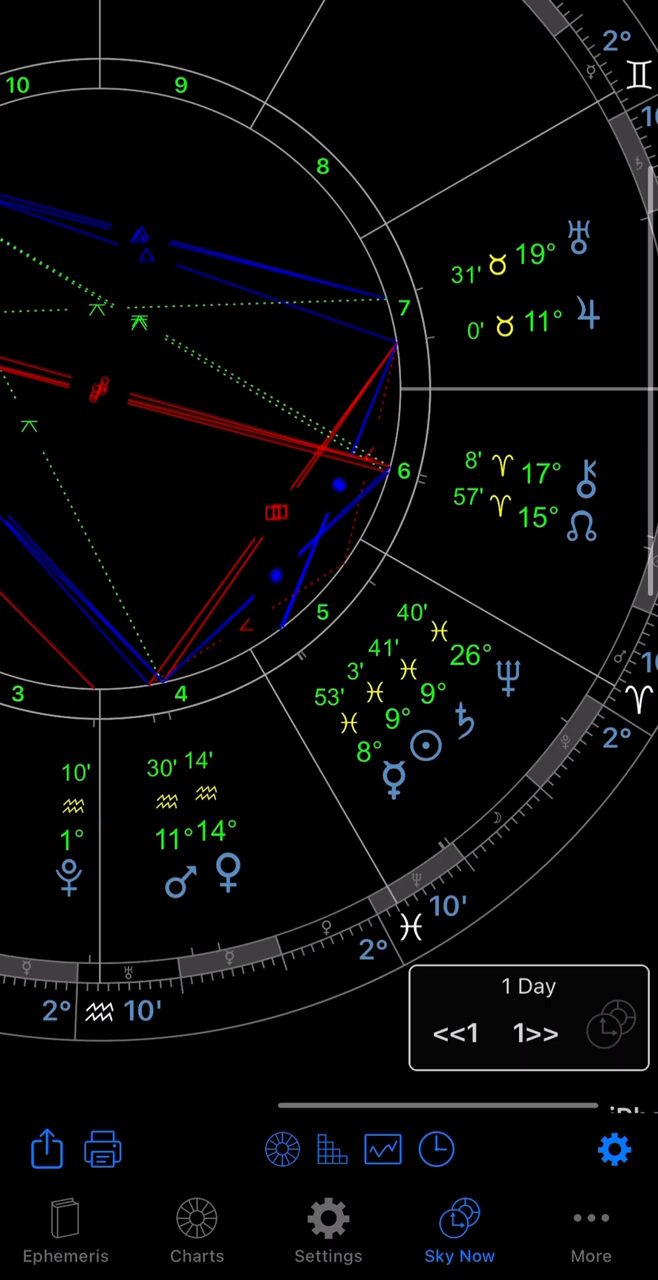 10 9
2°
♊
8
31' ♉ 19° ♅
7
0' ♉ 11° ♃
8' ♈ 17° ⚷
6
57' ♈ 15° ☊
5
40' ♓ 26° ♆
41' ♓ 9° ♄
3' ♓ 9° ☉
53' ♓ 8° ☿
♈
2°
3 4
10' ♒ 1° ♇
30' ♒ 11° ♂
14' ♒ 14° ♀
2° ♓ 10'
2° ♒ 10'
1 Day
<<1 1>>
Ephemeris Charts Settings Sky Now More